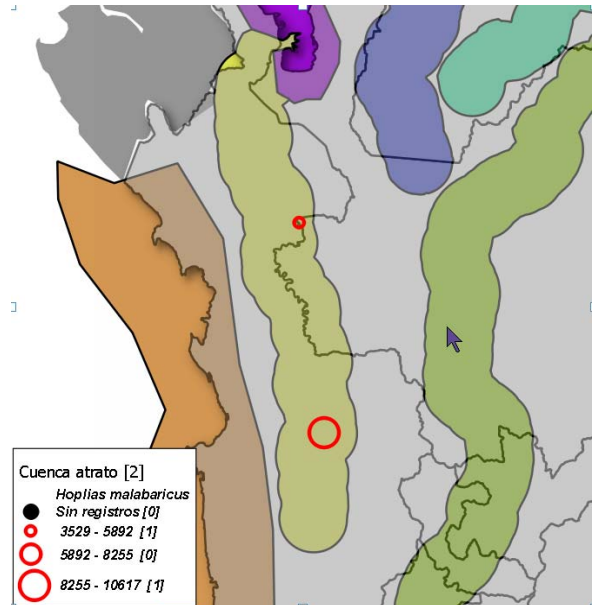 Cuenca atrato [2]
Hoplias malabaricus
Sin registros [0]
3529 - 5892 [1]
5892 - 8255 [0]
8255 - 10617 [1]